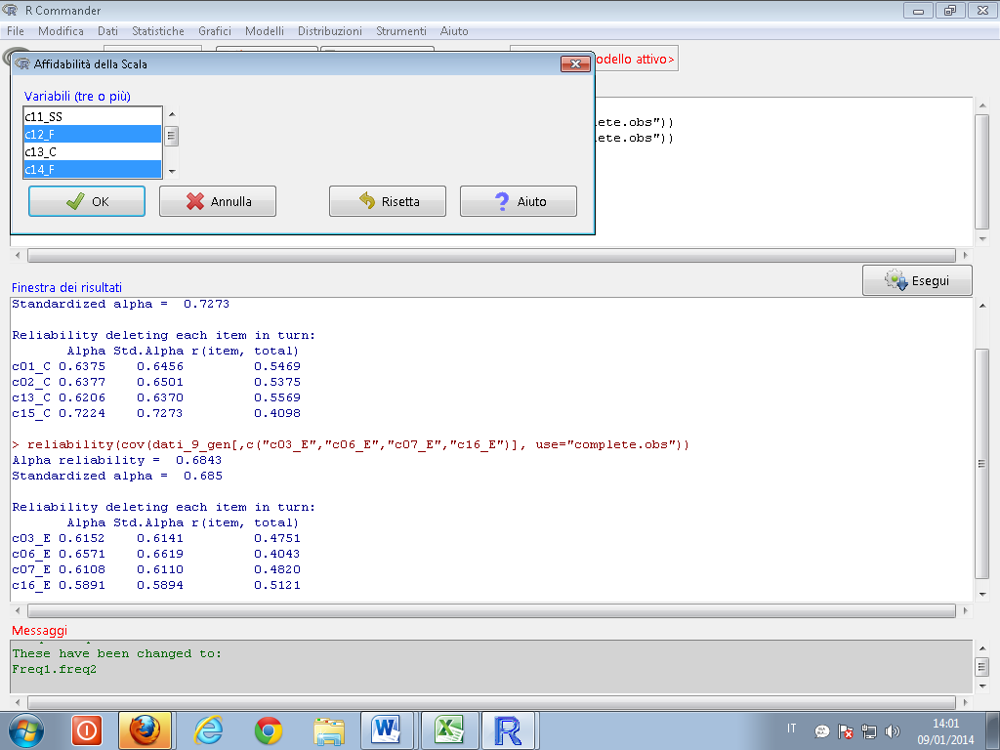 R Commander
File Modifica Dati Statistiche Grafici Modelli Distribuzioni Strumenti Aiuto
odello attivo>
Affidabilità della Scala
Variabili (tre o più)
c11_SS
c12_F
c13_C
c14_F
OK Annulla Risetta Aiuto
lete.obs"))
lete.obs"))
Esegui
Finestra dei risultati
Standardized alpha =  0.7273
Reliability deleting each item in turn:
Alpha Std.Alpha r(item, total)
c01_C 0.6375    0.6456         0.5469
c02_C 0.6377    0.6501         0.5375
c13_C 0.6206    0.6370         0.5569
c15_C 0.7224    0.7273         0.4098
> reliability(cov(dati_9_gen[,c("c03_E","c06_E","c07_E","c16_E")], use="complete.obs"))
Alpha reliability =  0.6843
Standardized alpha =  0.685
Reliability deleting each item in turn:
Alpha Std.Alpha r(item, total)
c03_E 0.6152    0.6141         0.4751
c06_E 0.6571    0.6619         0.4043
c07_E 0.6108    0.6110         0.4820
c16_E 0.5891    0.5894         0.5121
Messaggi
These have been changed to:
Freq1.freq2
IT
14:01
09/01/2014